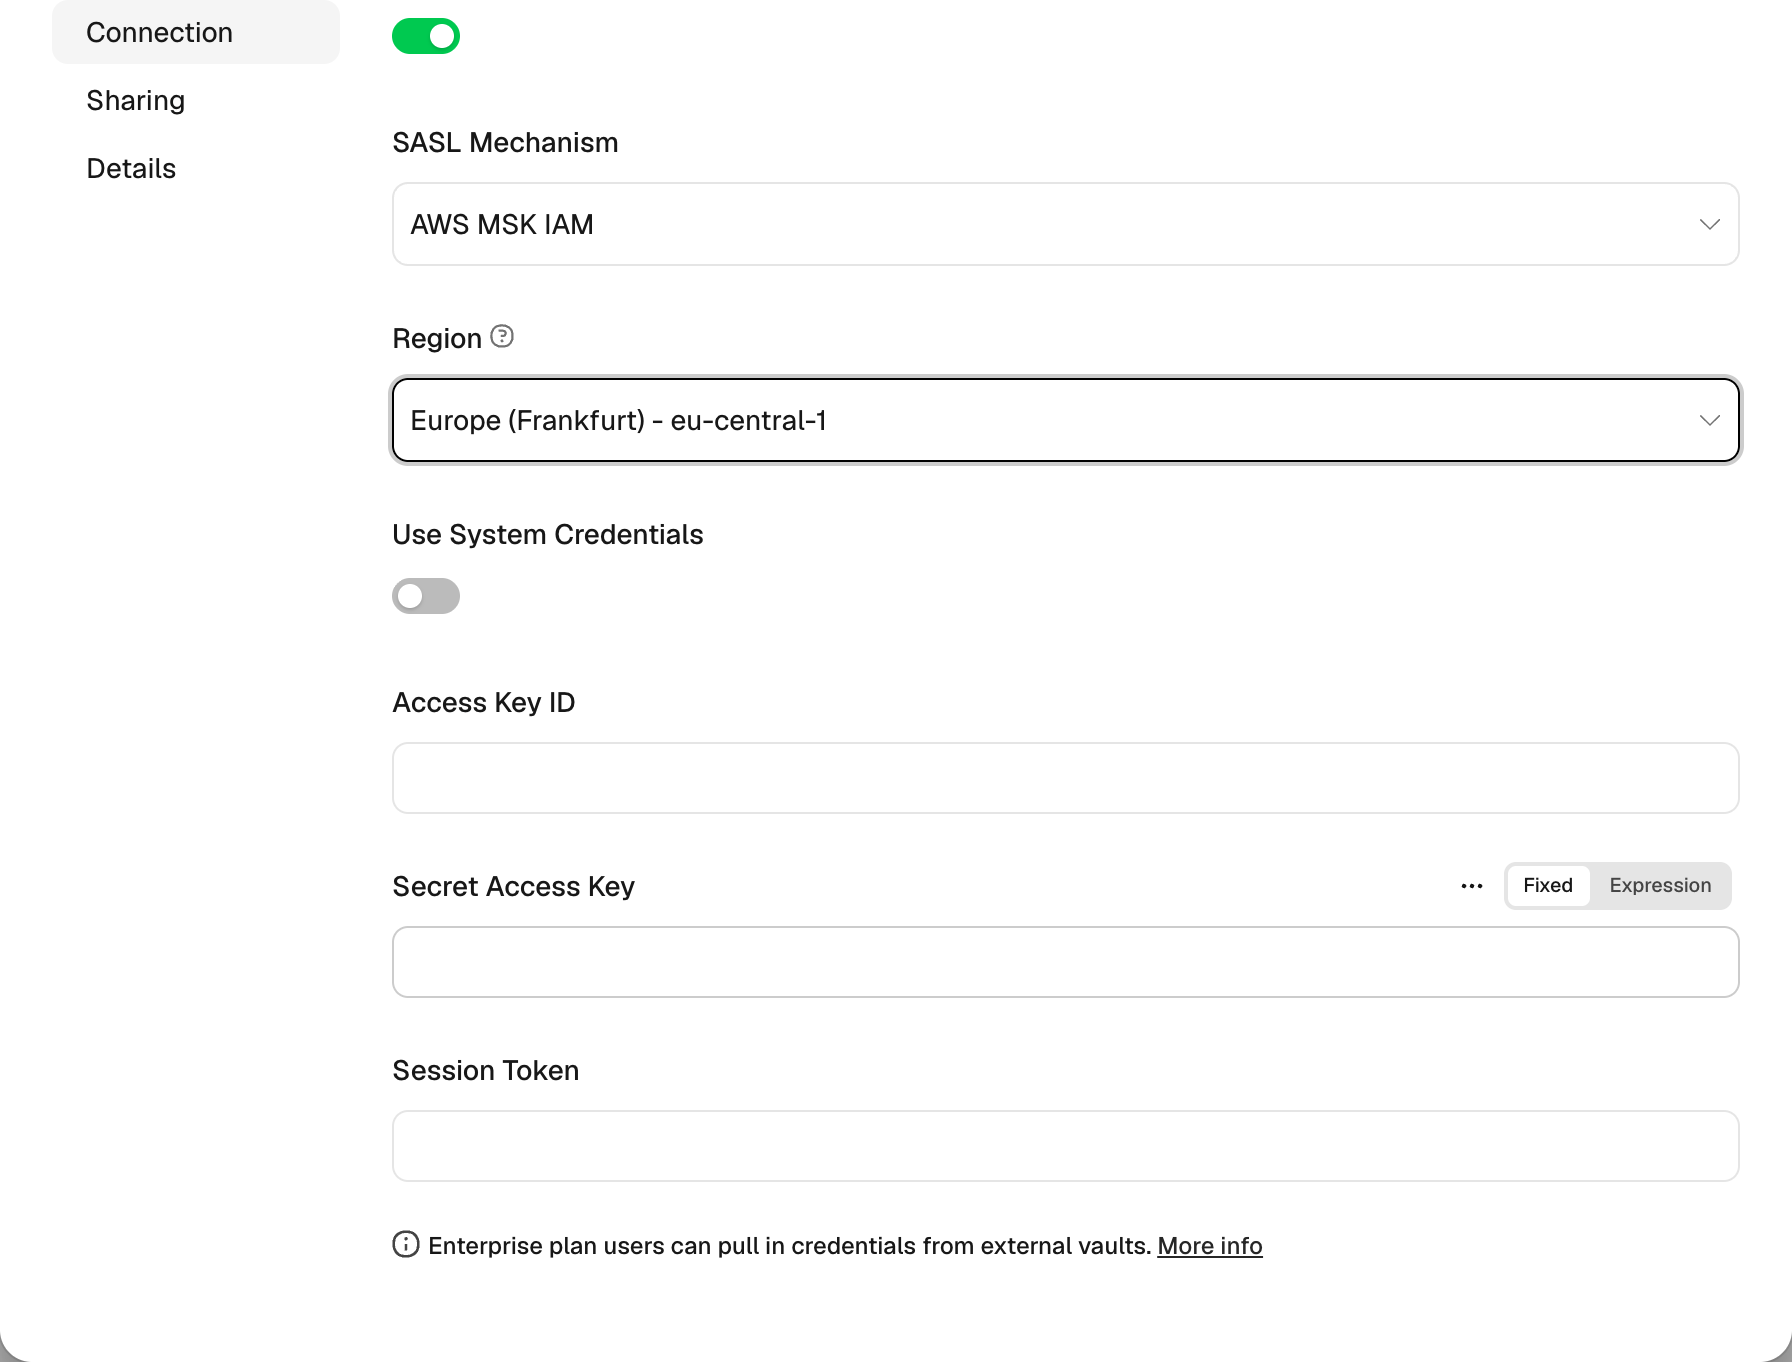 Connection
Sharing
Details
SASL Mechanism
AWS MSK IAM
Region
Europe (Frankfurt) - eu-central-1
Use System Credentials
Access Key ID
Secret Access Key
Fixed Expression
Session Token
Enterprise plan users can pull in credentials from external vaults. More info